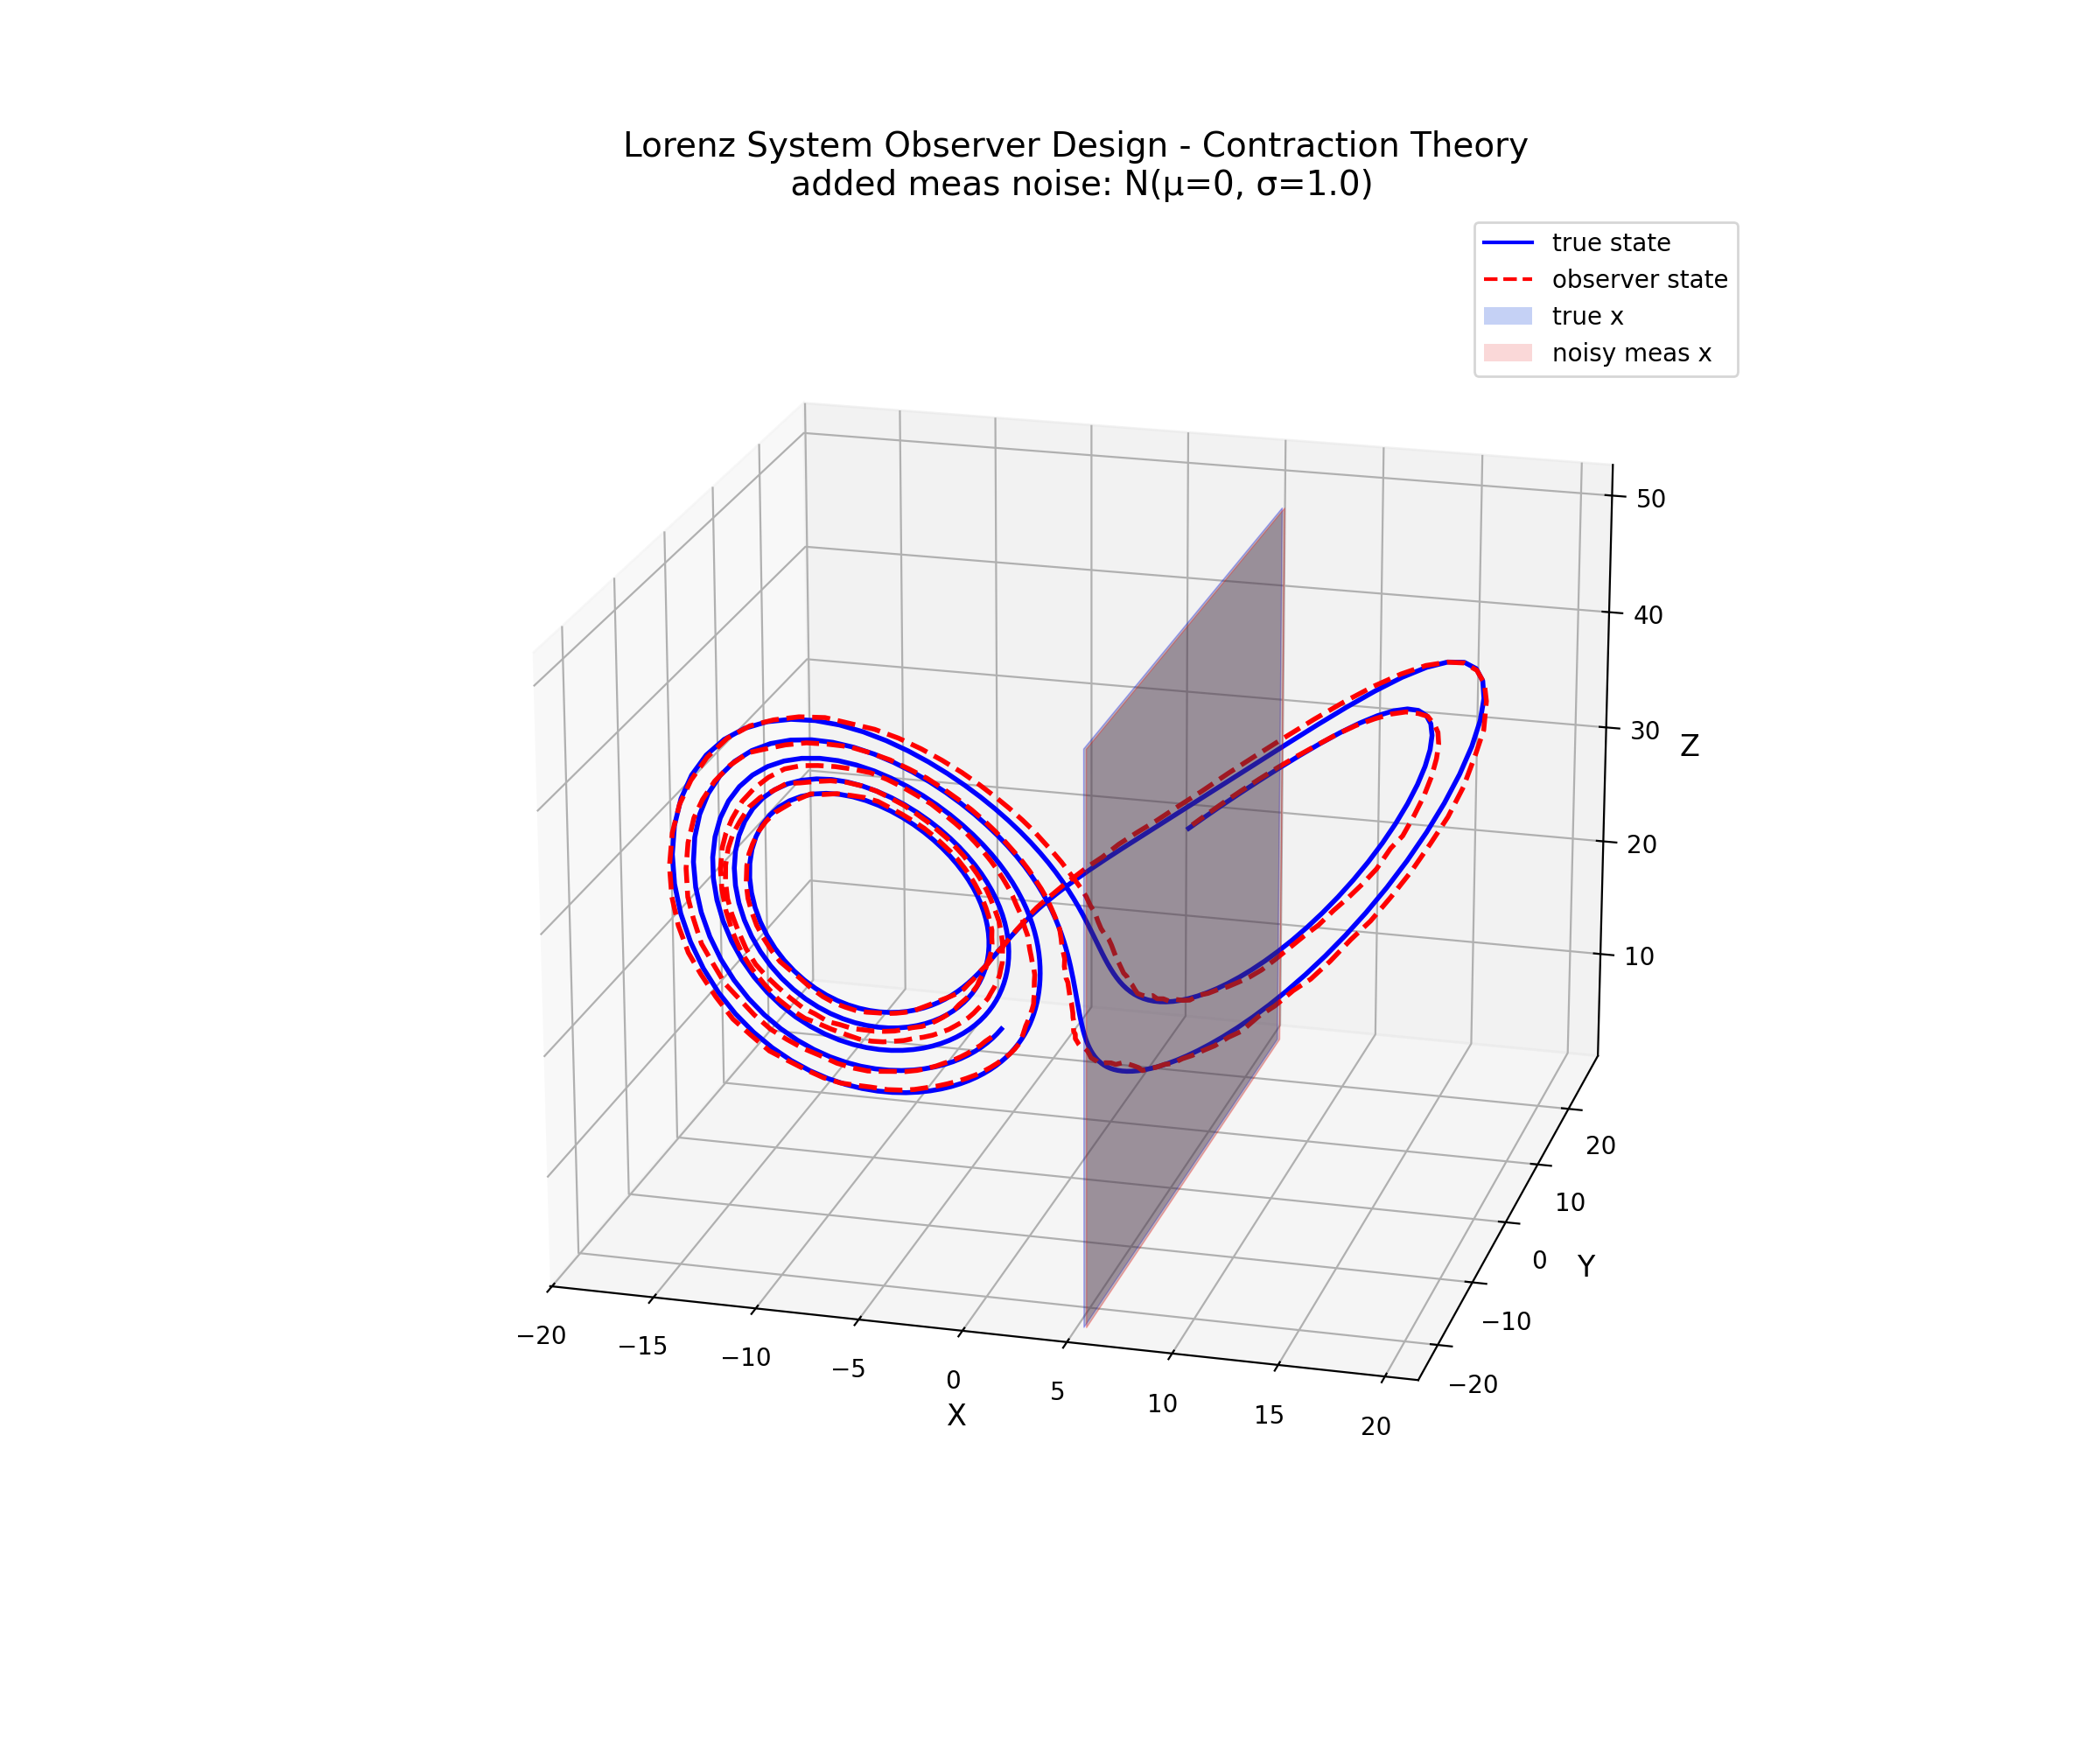 Lorenz System Observer Design - Contraction Theory
added meas noise: N(μ=0, σ=1.0)
true state
observer state
true x
noisy meas x
50
40
30
Z
20
10
20
10
0
Y
−10
−20
−20
−15
−10
−5
0
5
10
15
20
X